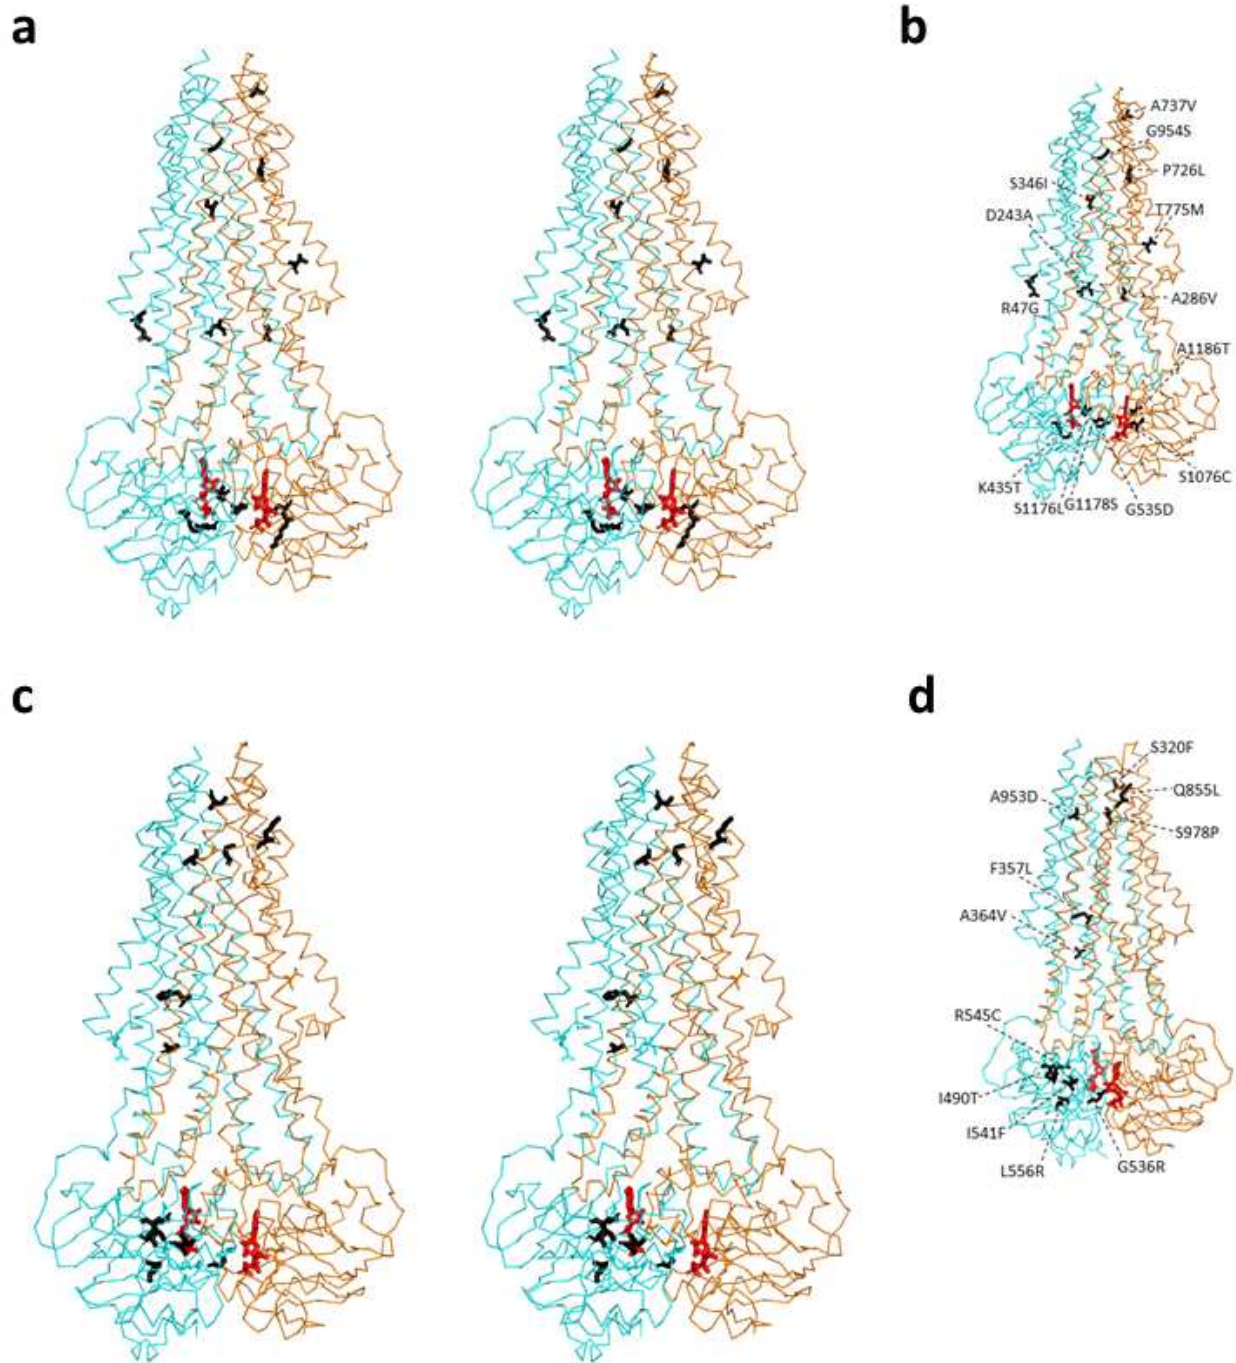 a
b
A737V
G954S
P726L
S346I
T775M
D243A
A286V
R47G
A1186T
S1076C
K435T
S1176L
G1178S
G535D
c
d
S320F
Q855L
A953D
S978P
F357L
A364V
R545C
I490T
I541F
L556R
G536R